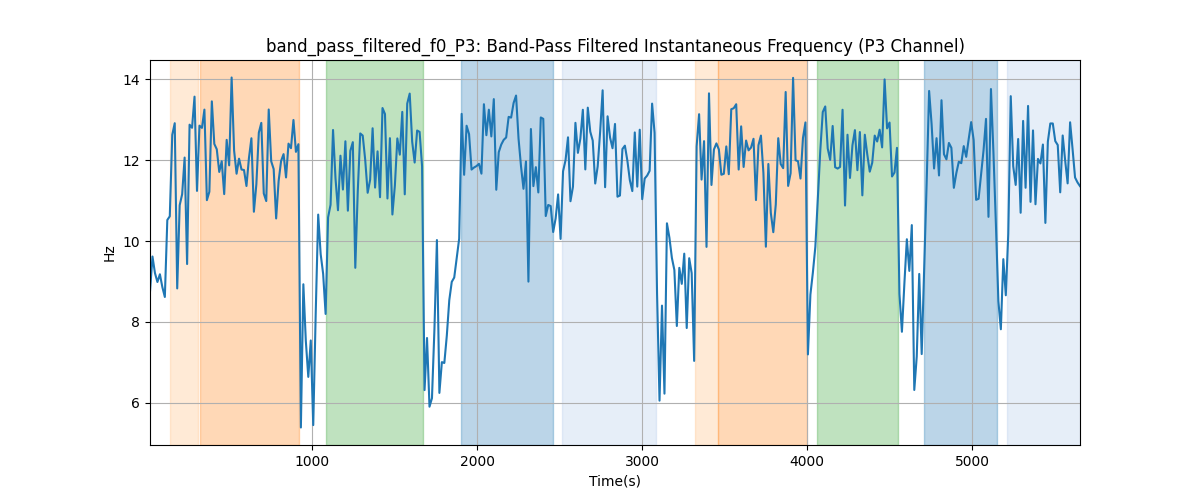 band_pass_filtered_f0_P3: Band-Pass Filtered Instantaneous Frequency (P3 Channel)
14
12
10
8
6
Hz
1000 2000 3000 4000 5000
Time(s)